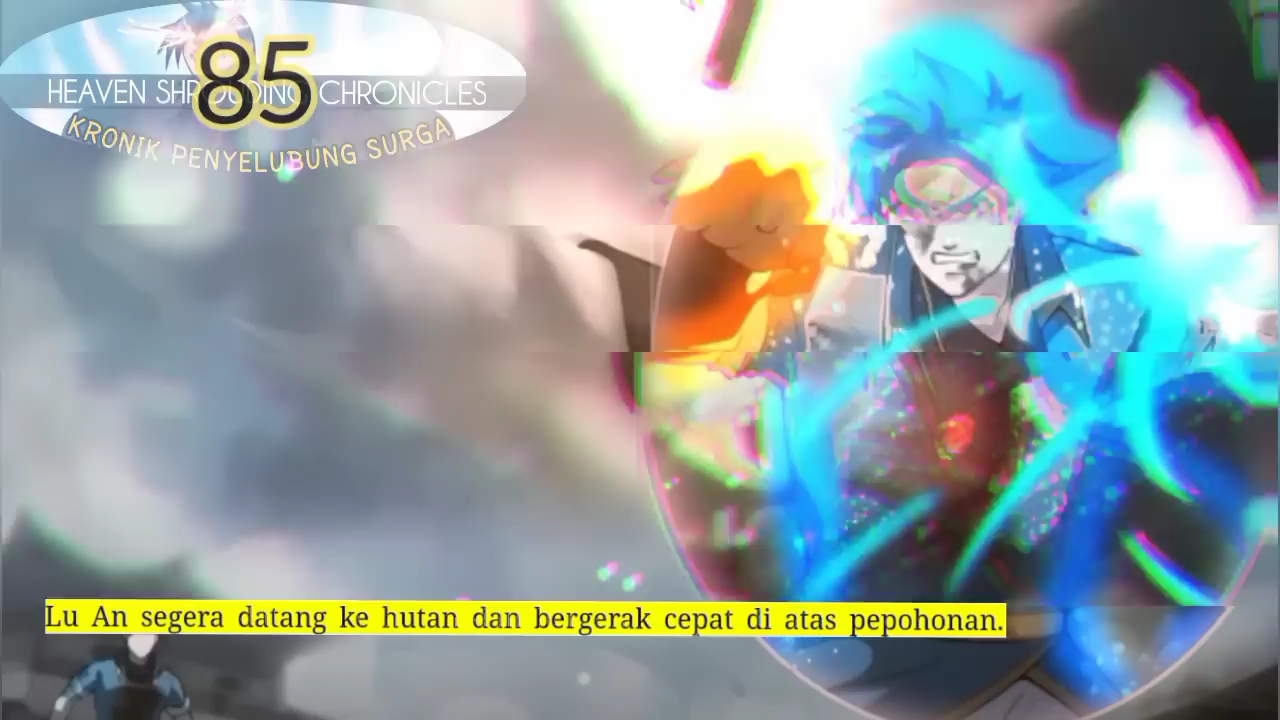 85
HEAVEN SHROUDING CHRONICLES
KRONIK PENYELUBUNG SURGA
Lu An segera datang ke hutan dan bergerak cepat di atas pepohonan.